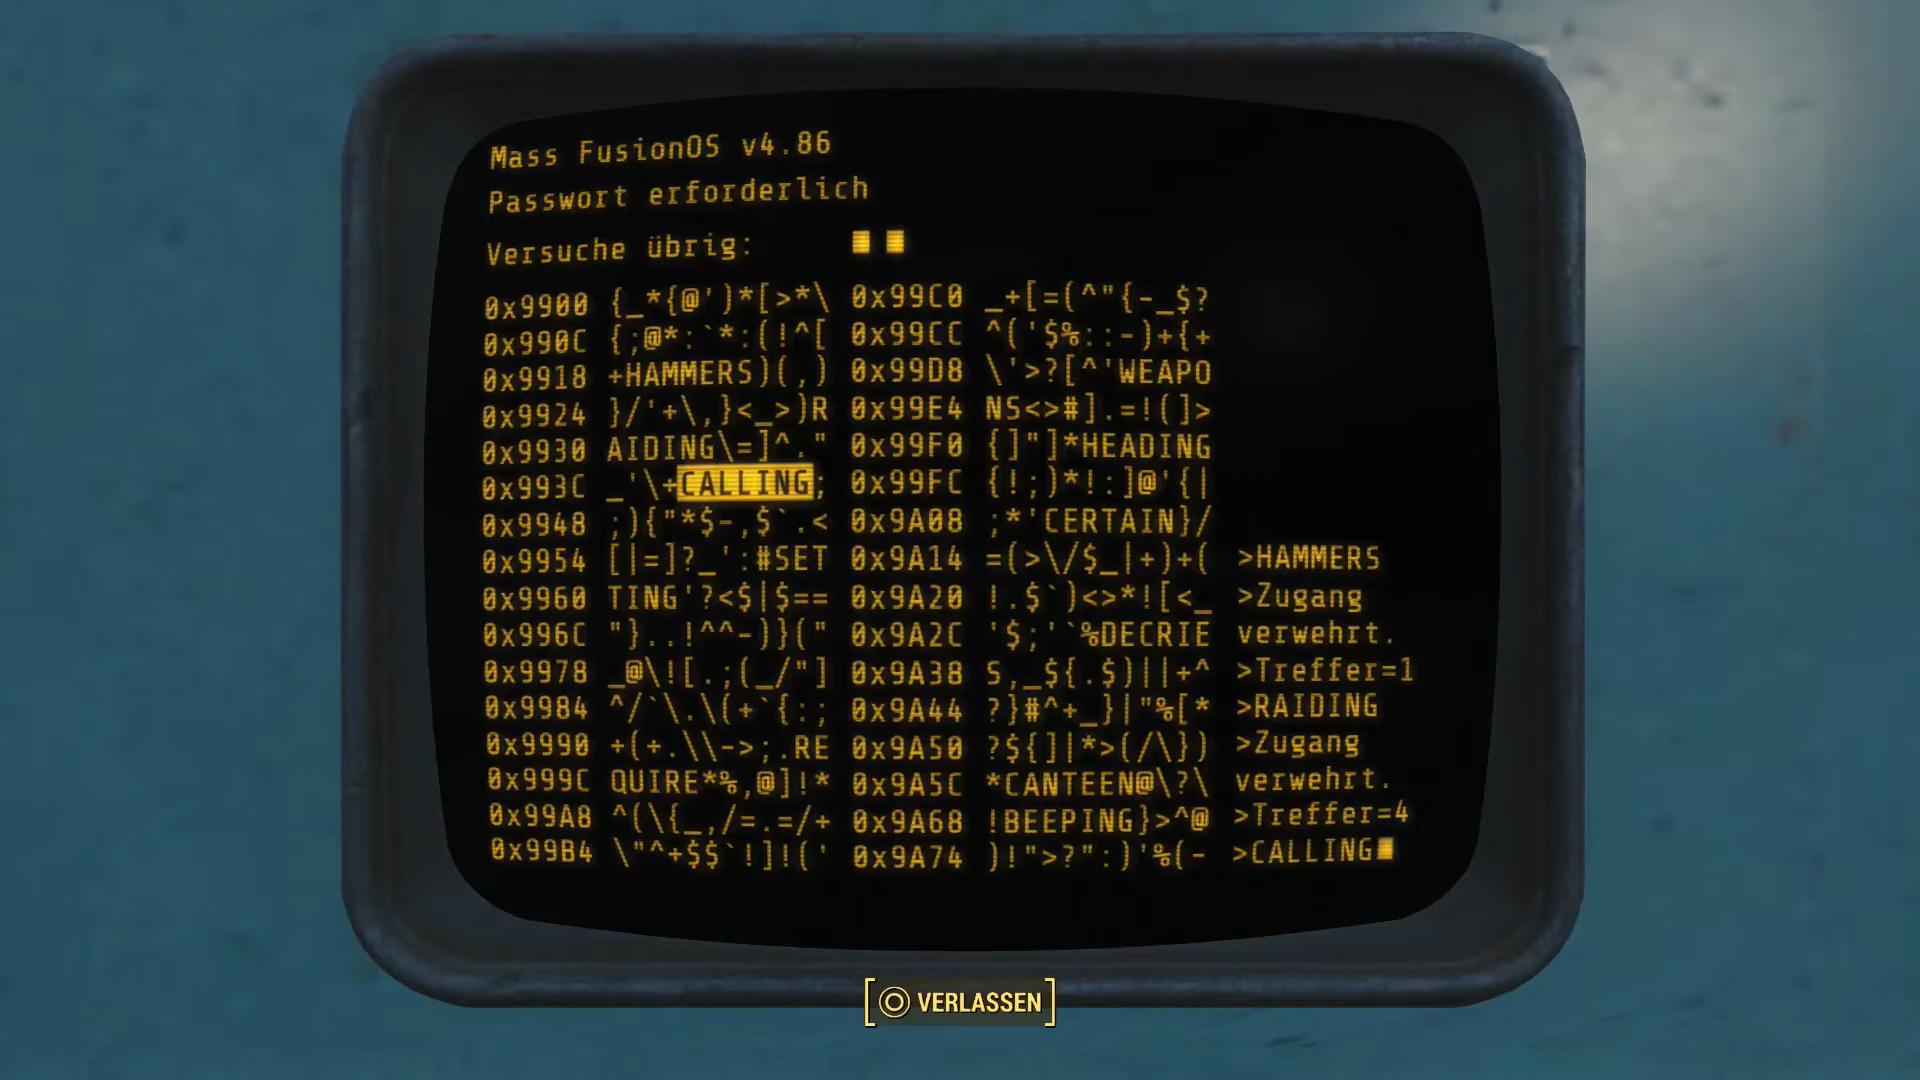 Mass FusionOS v4.86
Passwort erforderlich
Versuche übrig:
0x9900 {_*{@')*[>*\ 0x99C0 _+[=(^"{-_$?
0x990C {;@*:`*:(!^[ 0x99CC ^('$%::-)+{+
0x9918 +HAMMERS)(,) 0x99D8 \'>?[^'WEAPO
0x9924 }/'+\,}<_>)R 0x99E4 NS<>#].=!(]>
0x9930 AIDING\=]^." 0x99F0 {]"]*HEADING
0x993C _'\+CALLING; 0x99FC {!;)*!:]@'{|
0x9948 ;){"*$-,$`.< 0x9A08 ;*'CERTAIN}/
0x9954 [|=]?_':#SET 0x9A14 =(>\/$_|+)+( >HAMMERS
0x9960 TING'?<$|$== 0x9A20 !.$`)<>*![<_ >Zugang
0x996C "}..!^^-)}(" 0x9A2C '$;'`%DECRIE verwehrt.
0x9978 _@\![.;(_/"] 0x9A38 S,_${.$)||+^ >Treffer=1
0x9984 ^/`\.\(+`{:; 0x9A44 ?}#^+_}|"%[* >RAIDING
0x9990 +(+.\\->;.RE 0x9A50 ?${]|*>(/\}) >Zugang
0x999C QUIRE*%,@]!* 0x9A5C *CANTEEN@\?\ verwehrt.
0x99A8 ^(\{_,/=.=/+ 0x9A68 !BEEPING}>^@ >Treffer=4
0x99B4 \"^+$$`!]!(' 0x9A74 )!">?":)'%(- >CALLING
VERLASSEN